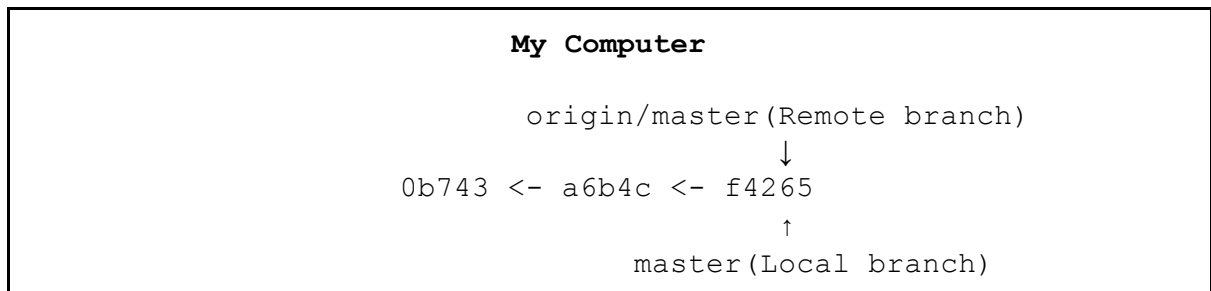 My Computer
origin/master(Remote branch)
↓
0b743 <- a6b4c <- f4265
↑
master(Local branch)